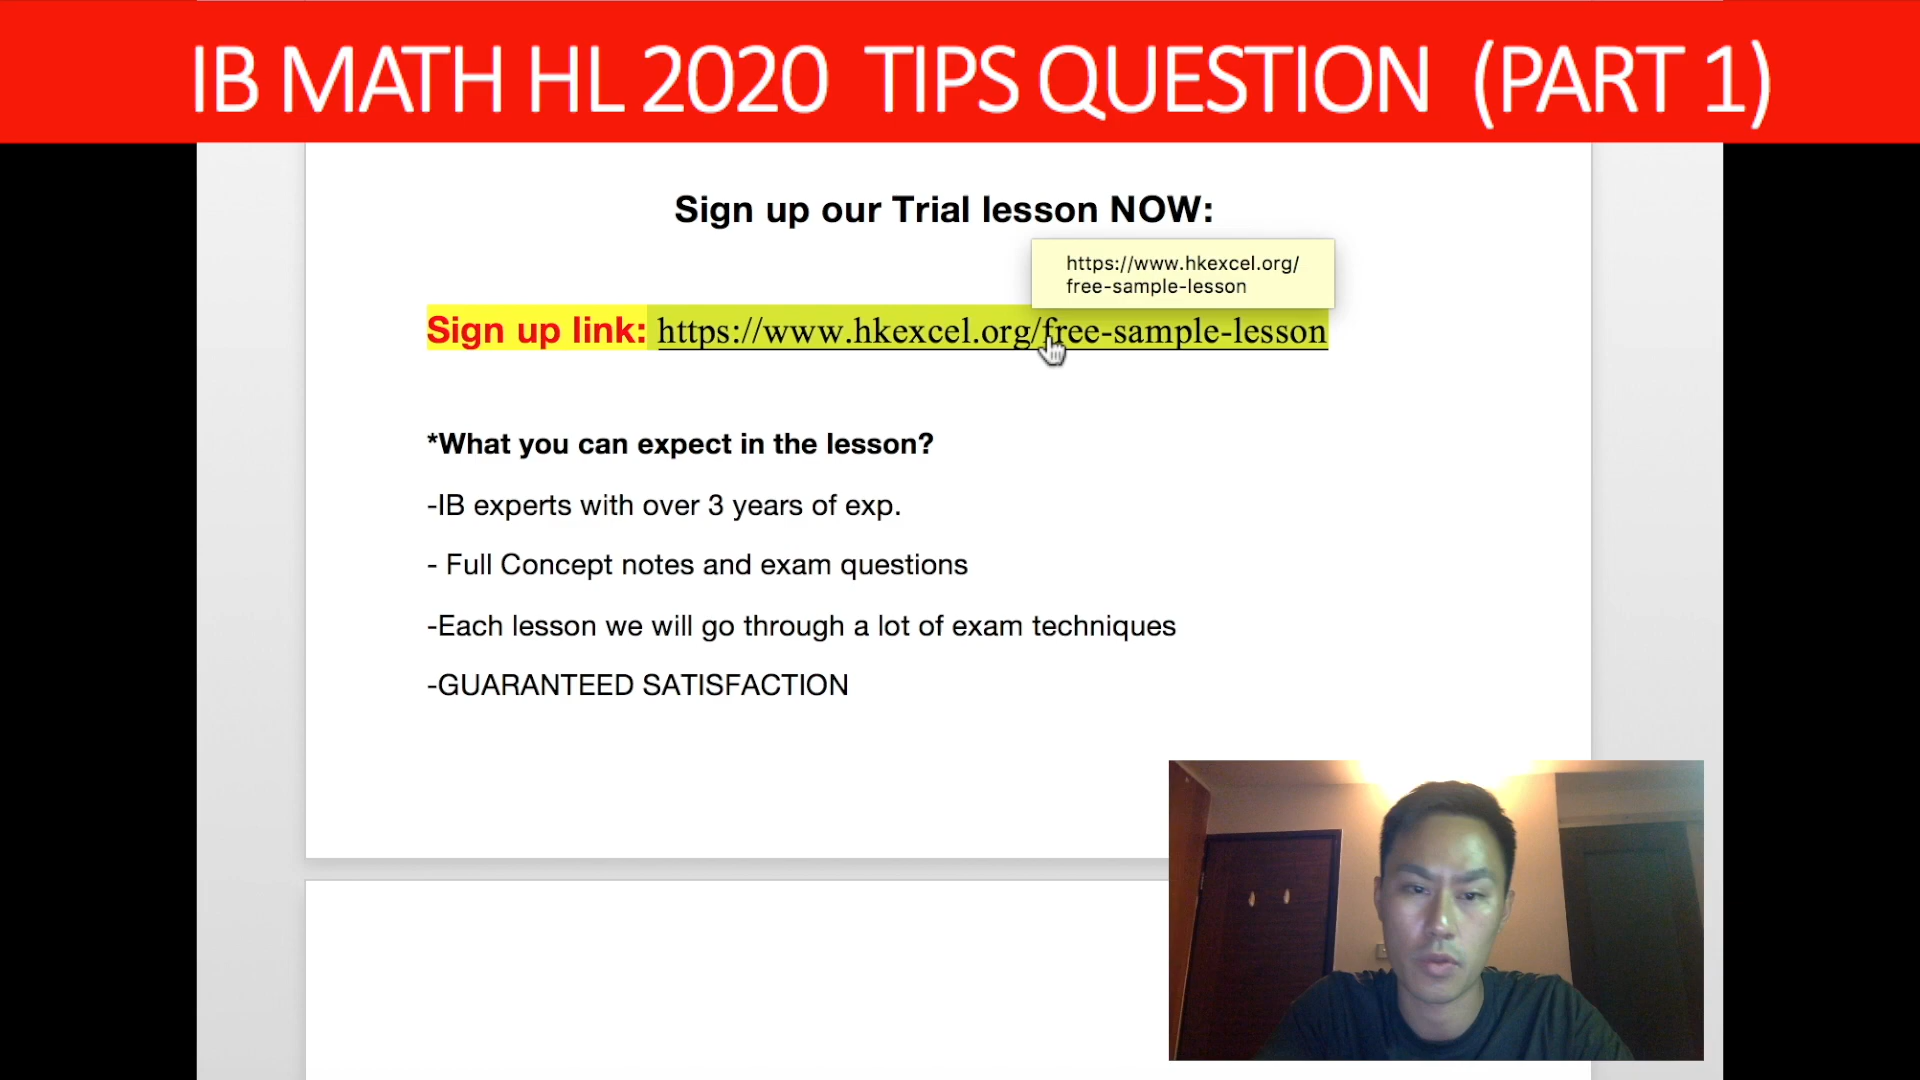 IB MATH HL 2020 TIPS QUESTION (PART 1)
Sign up our Trial lesson NOW:
https://www.hkexcel.org/
free-sample-lesson
Sign up link: https://www.hkexcel.org/free-sample-lesson
*What you can expect in the lesson?
-IB experts with over 3 years of exp.
- Full Concept notes and exam questions
-Each lesson we will go through a lot of exam techniques
-GUARANTEED SATISFACTION